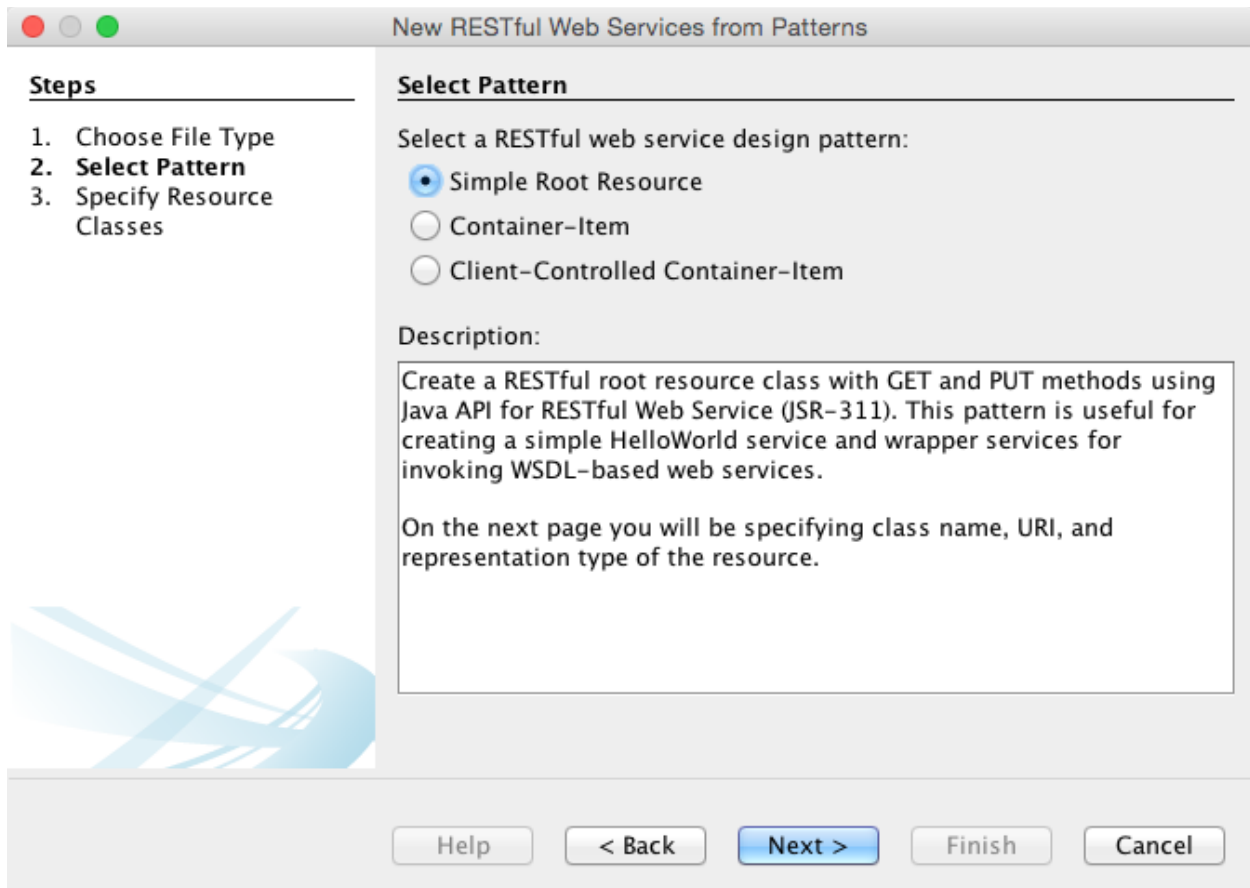 New RESTful Web Services from Patterns
Steps
1. Choose File Type
2. Select Pattern
3. Specify Resource
Classes
Select Pattern
Select a RESTful web service design pattern:
Simple Root Resource
Container-Item
Client-Controlled Container-Item
Description:
Create a RESTful root resource class with GET and PUT methods using
Java API for RESTful Web Service (JSR-311). This pattern is useful for
creating a simple HelloWorld service and wrapper services for
invoking WSDL-based web services.
On the next page you will be specifying class name, URI, and
representation type of the resource.
Help
< Back
Next >
Finish
Cancel